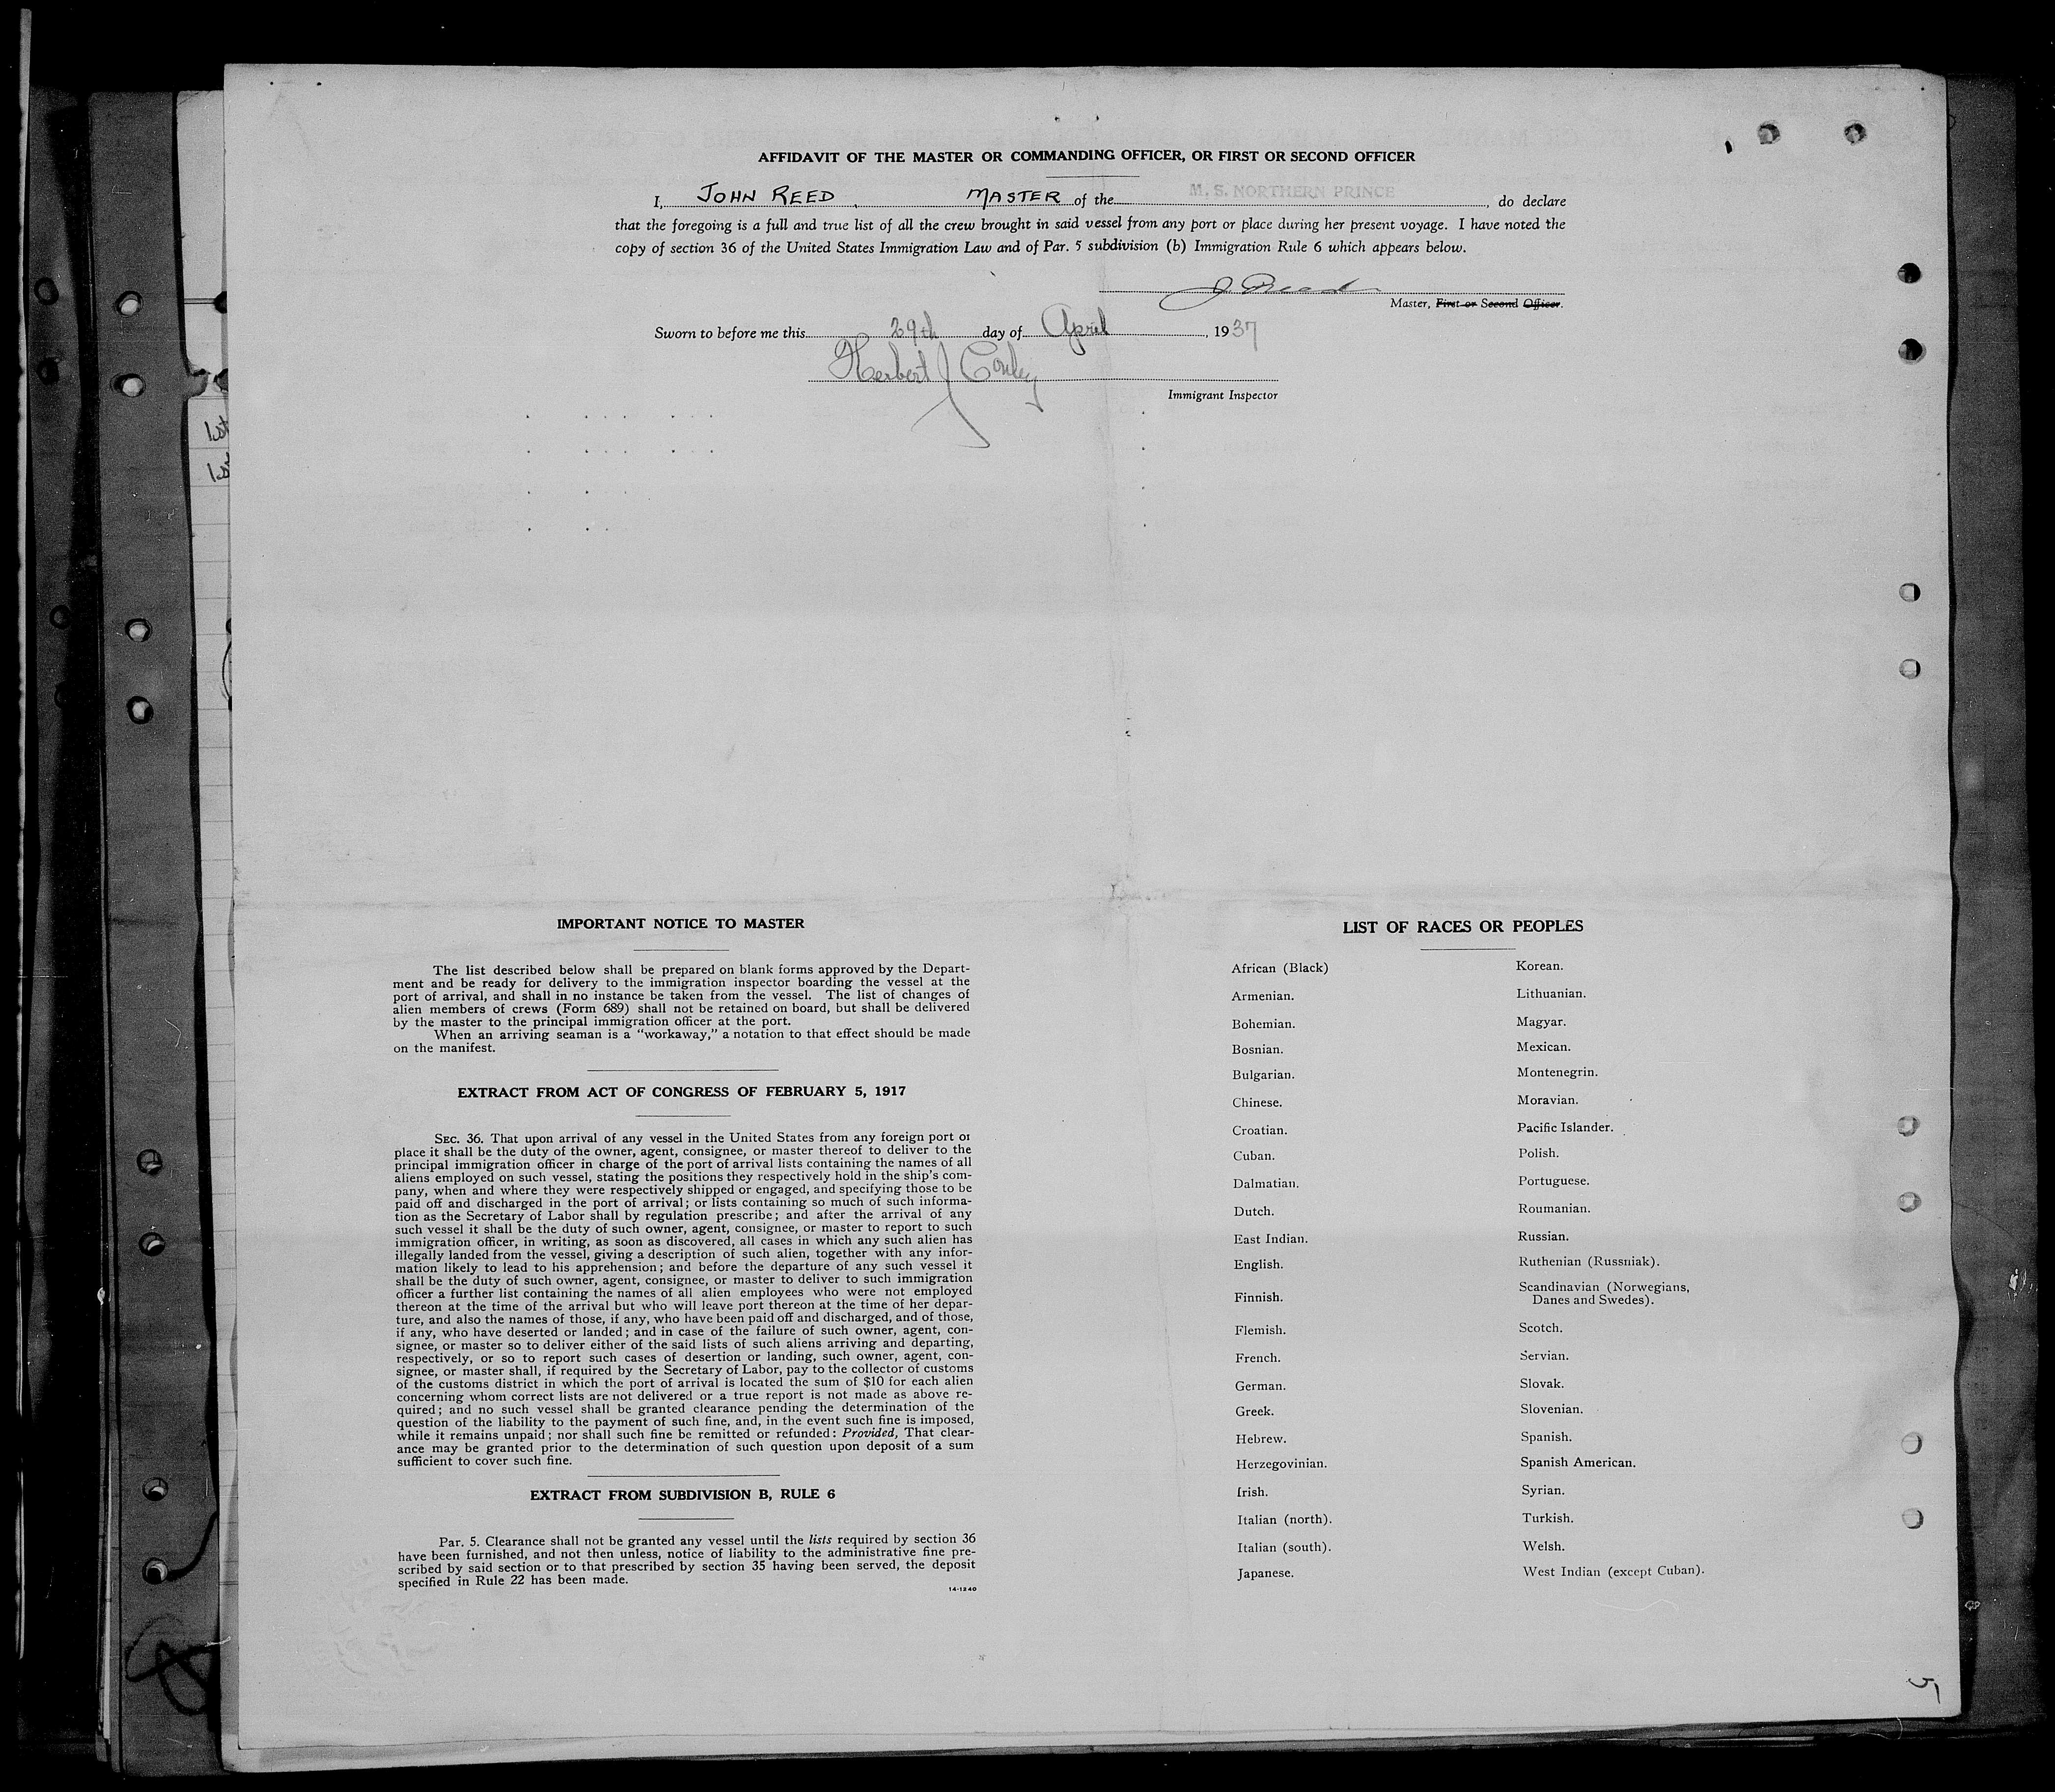 AFFIDAVIT OF THE MASTER OR COMMANDING OFFICER, OR FIRST OR SECOND OFFICER
I, JOHN REED, MASTER of the M. S. NORTHERN PRINCE, do declare
that the foregoing is a full and true list of all the crew brought in said vessel from any port or place during her present voyage. I have noted the
copy of section 36 of the United States Immigration Law and of Par. 5 subdivision (b) Immigration Rule 6 which appears below.
J Reed
Master, First or Second Officer.
Sworn to before me this 29th day of April, 1937
Herbert J Conley
Immigrant Inspector
IMPORTANT NOTICE TO MASTER
The list described below shall be prepared on blank forms approved by the Depart-
ment and be ready for delivery to the immigration inspector boarding the vessel at the
port of arrival, and shall in no instance be taken from the vessel. The list of changes of
alien members of crews (Form 689) shall not be retained on board, but shall be delivered
by the master to the principal immigration officer at the port.
When an arriving seaman is a "workaway," a notation to that effect should be made
on the manifest.
EXTRACT FROM ACT OF CONGRESS OF FEBRUARY 5, 1917
SEC. 36. That upon arrival of any vessel in the United States from any foreign port or
place it shall be the duty of the owner, agent, consignee, or master thereof to deliver to the
principal immigration officer in charge of the port of arrival lists containing the names of all
aliens employed on such vessel, stating the positions they respectively hold in the ship's com-
pany, when and where they were respectively shipped or engaged, and specifying those to be
paid off and discharged in the port of arrival; or lists containing so much of such informa-
tion as the Secretary of Labor shall by regulation prescribe; and after the arrival of any
such vessel it shall be the duty of such owner, agent, consignee, or master to report to such
immigration officer, in writing, as soon as discovered, all cases in which any such alien has
illegally landed from the vessel, giving a description of such alien, together with any infor-
mation likely to lead to his apprehension; and before the departure of any such vessel it
shall be the duty of such owner, agent, consignee, or master to deliver to such immigration
officer a further list containing the names of all alien employees who were not employed
thereon at the time of the arrival but who will leave port thereon at the time of her depar-
ture, and also the names of those, if any, who have been paid off and discharged, and of those,
if any, who have deserted or landed; and in case of the failure of such owner, agent, con-
signee, or master so to deliver either of the said lists of such aliens arriving and departing,
respectively, or so to report such cases of desertion or landing, such owner, agent, con-
signee, or master shall, if required by the Secretary of Labor, pay to the collector of customs
of the customs district in which the port of arrival is located the sum of $10 for each alien
concerning whom correct lists are not delivered or a true report is not made as above re-
quired; and no such vessel shall be granted clearance pending the determination of the
question of the liability to the payment of such fine, and, in the event such fine is imposed,
while it remains unpaid; nor shall such fine be remitted or refunded: Provided, That clear-
ance may be granted prior to the determination of such question upon deposit of a sum
sufficient to cover such fine.
EXTRACT FROM SUBDIVISION B, RULE 6
Par. 5. Clearance shall not be granted any vessel until the lists required by section 36
have been furnished, and not then unless, notice of liability to the administrative fine pre-
scribed by said section or to that prescribed by section 35 having been served, the deposit
specified in Rule 22 has been made.
14-1240
LIST OF RACES OR PEOPLES
African (Black)
Armenian.
Bohemian.
Bosnian.
Bulgarian.
Chinese.
Croatian.
Cuban.
Dalmatian.
Dutch.
East Indian.
English.
Finnish.
Flemish.
French.
German.
Greek.
Hebrew.
Herzegovinian.
Irish.
Italian (north).
Italian (south).
Japanese.
Korean.
Lithuanian.
Magyar.
Mexican.
Montenegrin.
Moravian.
Pacific Islander.
Polish.
Portuguese.
Roumanian.
Russian.
Ruthenian (Russniak).
Scandinavian (Norwegians,
Danes and Swedes).
Scotch.
Servian.
Slovak.
Slovenian.
Spanish.
Spanish American.
Syrian.
Turkish.
Welsh.
West Indian (except Cuban).
5